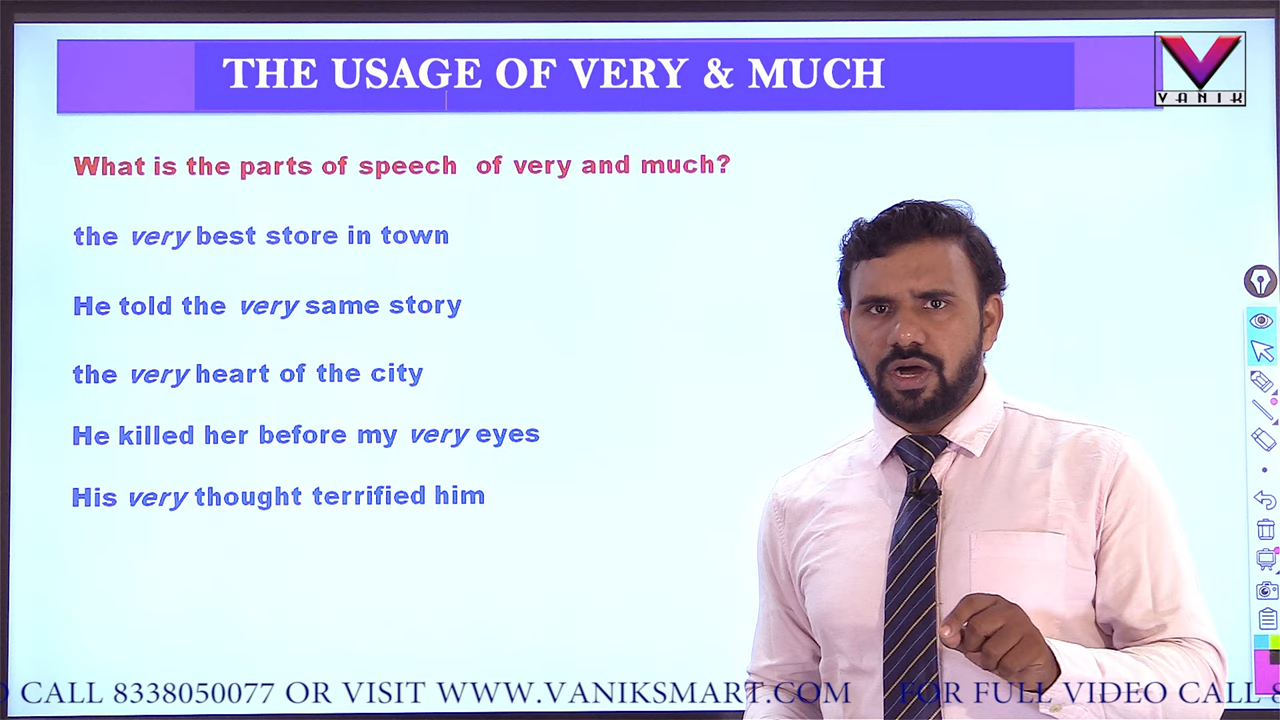 THE USAGE OF VERY & MUCH
VANIK
What is the parts of speech of very and much?
the very best store in town
He told the very same story
the very heart of the city
He killed her before my very eyes
His very thought terrified him
CALL 8338050077 OR VISIT WWW.VANIKSMART.COM FOR FULL VIDEO CALL